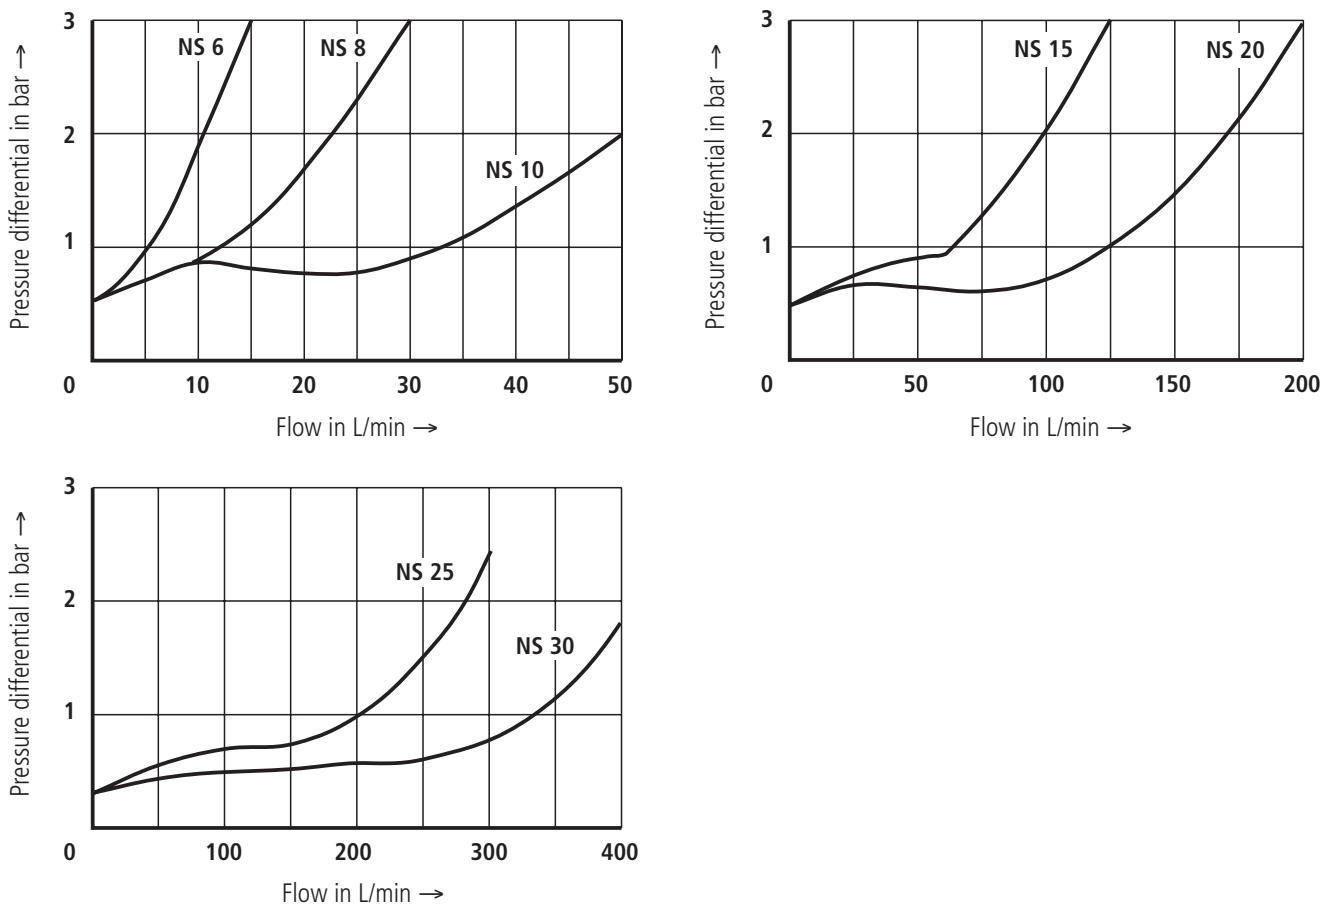 Pressure differential in bar →
3
2
1
0
NS 6
NS 8
NS 10
10 20 30 40 50
Flow in L/min →
Pressure differential in bar →
3
2
1
0
NS 15
NS 20
50 100 150 200
Flow in L/min →
Pressure differential in bar →
3
2
1
0
NS 25
NS 30
100 200 300 400
Flow in L/min →